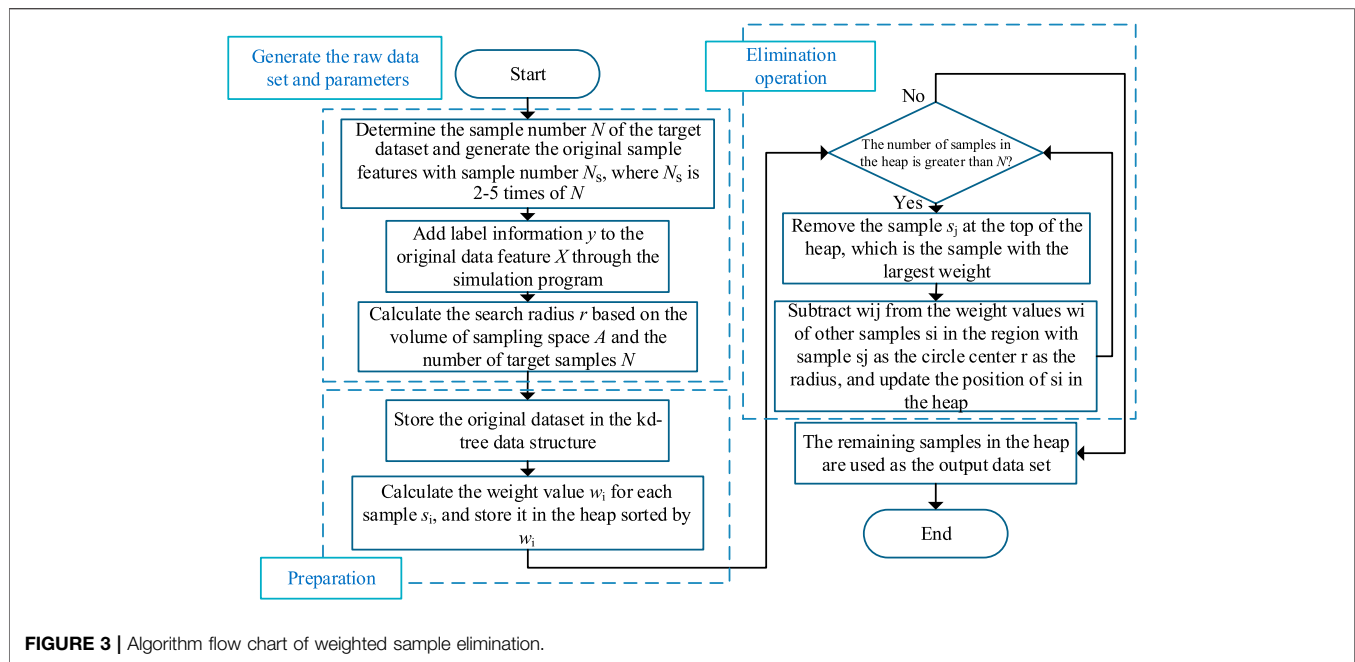 Generate the raw data
set and parameters
Start
Determine the sample number N of the target
dataset and generate the original sample
features with sample number Ns, where Ns is
2-5 times of N
Add label information y to the
original data feature X through the
simulation program
Calculate the search radius r based on the
volume of sampling space A and the
number of target samples N
Store the original dataset in the kd-
tree data structure
Calculate the weight value wi for each
sample si, and store it in the heap sorted by
wi
Preparation
Elimination
operation
No
The number of samples in
the heap is greater than N?
Yes
Remove the sample sj at the top of the
heap, which is the sample with the
largest weight
Subtract wij from the weight values wi
of other samples si in the region with
sample sj as the circle center r as the
radius, and update the position of si in
the heap
The remaining samples in the heap
are used as the output data set
End
FIGURE 3 | Algorithm flow chart of weighted sample elimination.